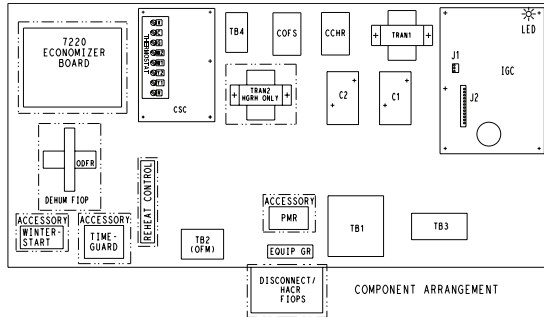 7220
ECONOMIZER
BOARD
THERMOSTAT
CSC
TB4
COFS
CCHR
TRAN1
LED
J1
IGC
J2
TRAN2
HGRH ONLY
C2
C1
ODFR
DEHUM FIOP
REHEAT CONTROL
ACCESSORY
WINTER-
START
ACCESSORY
TIME-
GUARD
TB2
(OFM)
ACCESSORY
PMR
EQUIP GR
TB1
TB3
DISCONNECT/
HACR
FIOPS
COMPONENT ARRANGEMENT